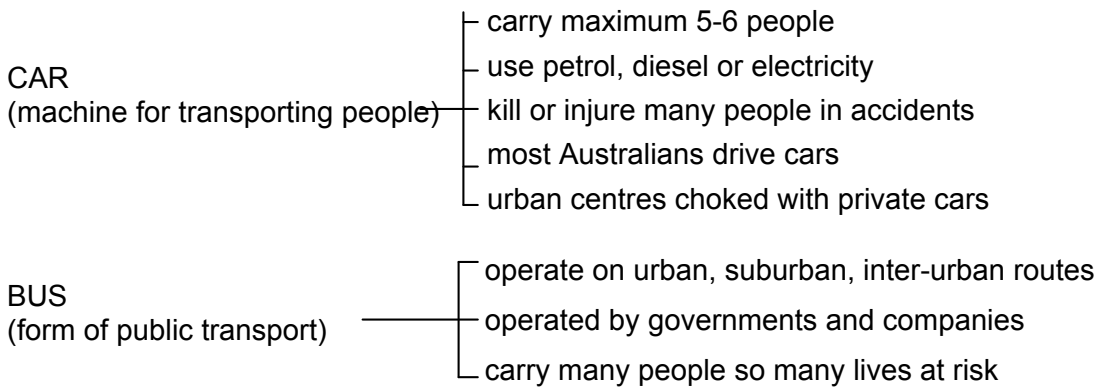 CAR
(machine for transporting people)
carry maximum 5-6 people
use petrol, diesel or electricity
kill or injure many people in accidents
most Australians drive cars
urban centres choked with private cars
BUS
(form of public transport)
operate on urban, suburban, inter-urban routes
operated by governments and companies
carry many people so many lives at risk